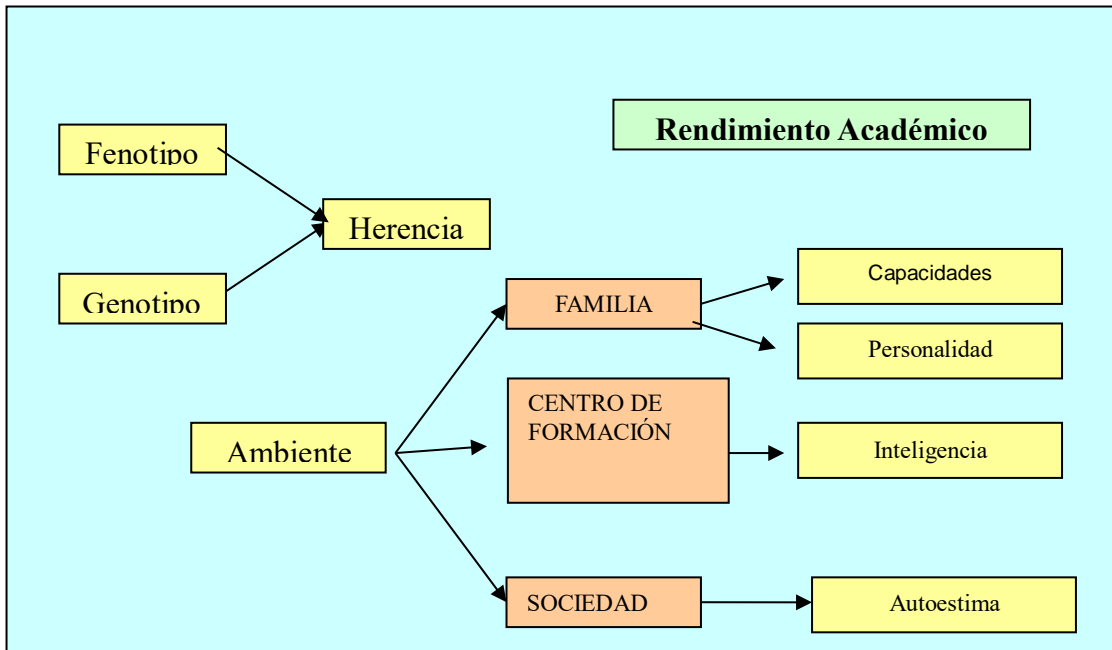 Rendimiento Académico
Fenotipo
Herencia
Genotipo
Capacidades
FAMILIA
Personalidad
CENTRO DE
FORMACIÓN
Ambiente
Inteligencia
SOCIEDAD
Autoestima